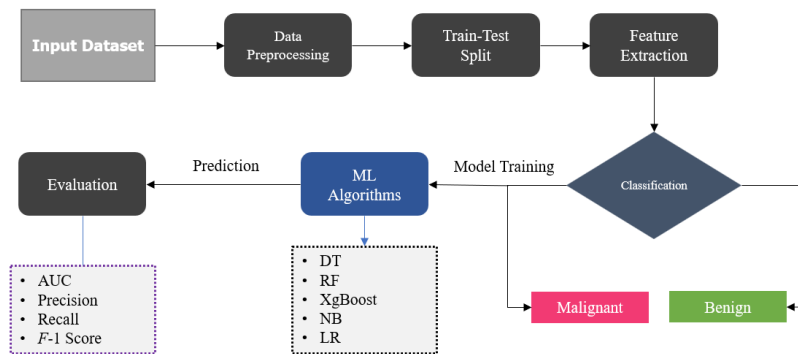 Input Dataset
Data
Preprocessing
Train-Test
Split
Feature
Extraction
Classification
Model Training
ML
Algorithms
Prediction
Evaluation
• AUC
• Precision
• Recall
• F-1 Score
• DT
• RF
• XgBoost
• NB
• LR
Malignant
Benign